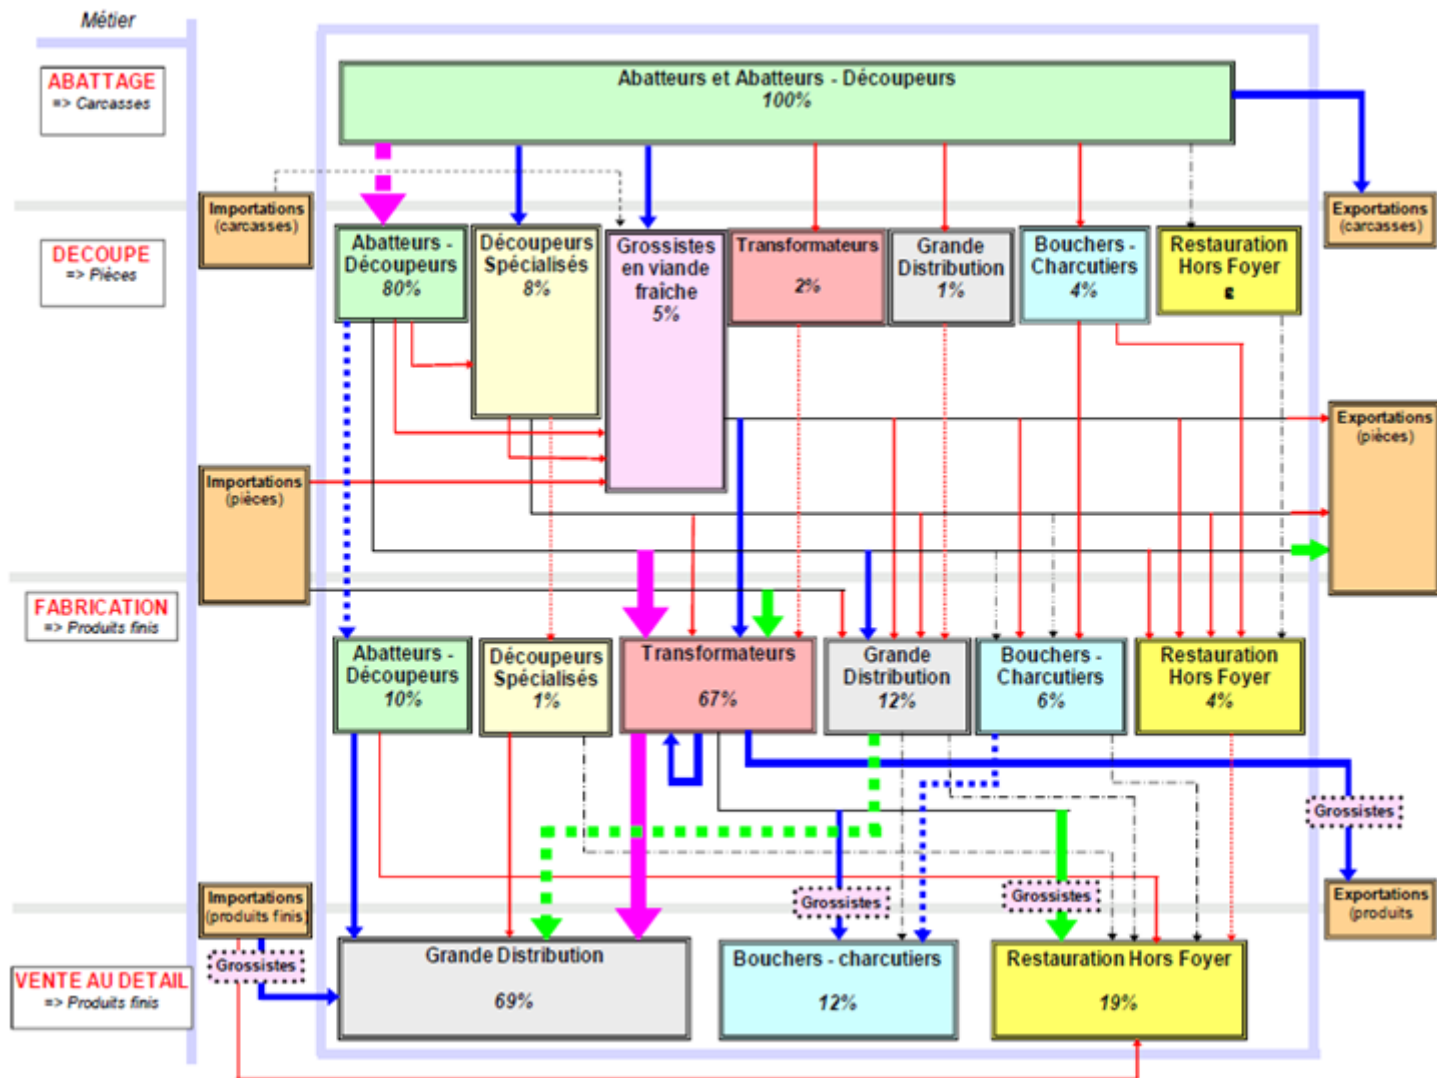 Métier
ABATTAGE
=> Carcasses
Abatteurs et Abatteurs - Découpeurs
100%
Importations
(carcasses)
Exportations
(carcasses)
DECOUPE
=> Pièces
Abatteurs -
Découpeurs
80%
Découpeurs
Spécialisés
8%
Grossistes
en viande
fraîche
5%
Transformateurs
2%
Grande
Distribution
1%
Bouchers -
Charcutiers
4%
Restauration
Hors Foyer
Importations
(pièces)
Exportations
(pièces)
FABRICATION
=> Produits finis
Abatteurs -
Découpeurs
10%
Découpeurs
Spécialisés
1%
Transformateurs
67%
Grande
Distribution
12%
Bouchers -
Charcutiers
6%
Restauration
Hors Foyer
4%
Grossistes
Importations
(produits finis)
Grossistes
Grossistes
Exportations
(produits
Grossistes
VENTE AU DETAIL
=> Produits finis
Grande Distribution
69%
Bouchers - charcutiers
12%
Restauration Hors Foyer
19%